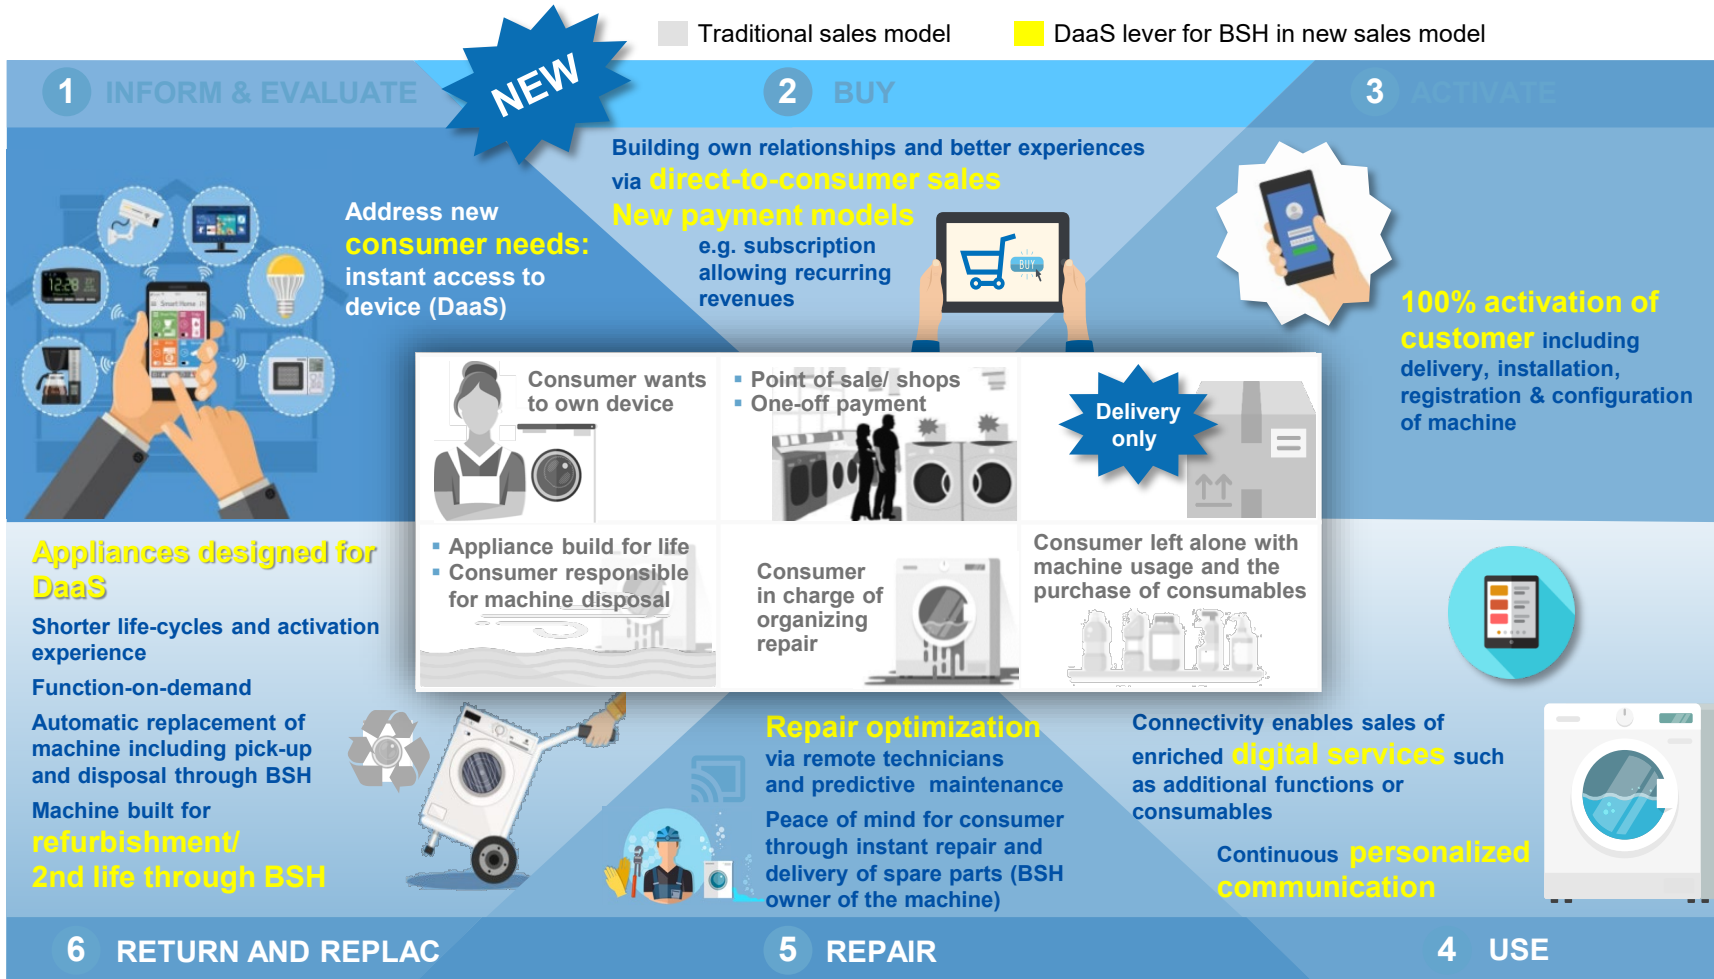 Traditional sales model
DaaS lever for BSH in new sales model
NEW
1 INFORM & EVALUATE
2 BUY
3 ACTIVATE
Address new
consumer needs:
instant access to
device (DaaS)
12:28
Smart Home
Building own relationships and better experiences
via direct-to-consumer sales
New payment models
e.g. subscription
allowing recurring
revenues
BUY
100% activation of
customer including
delivery, installation,
registration & configuration
of machine
Consumer wants
to own device
▪ Point of sale/ shops
▪ One-off payment
Delivery
only
▪ Appliance build for life
▪ Consumer responsible
for machine disposal
Consumer
in charge of
organizing
repair
Consumer left alone with
machine usage and the
purchase of consumables
Appliances designed for
DaaS
Shorter life-cycles and activation
experience
Function-on-demand
Automatic replacement of
machine including pick-up
and disposal through BSH
Machine built for
refurbishment/
2nd life through BSH
Repair optimization
via remote technicians
and predictive maintenance
Peace of mind for consumer
through instant repair and
delivery of spare parts (BSH
owner of the machine)
Connectivity enables sales of
enriched digital services such
as additional functions or
consumables
Continuous personalized
communication
6 RETURN AND REPLAC
5 REPAIR
4 USE